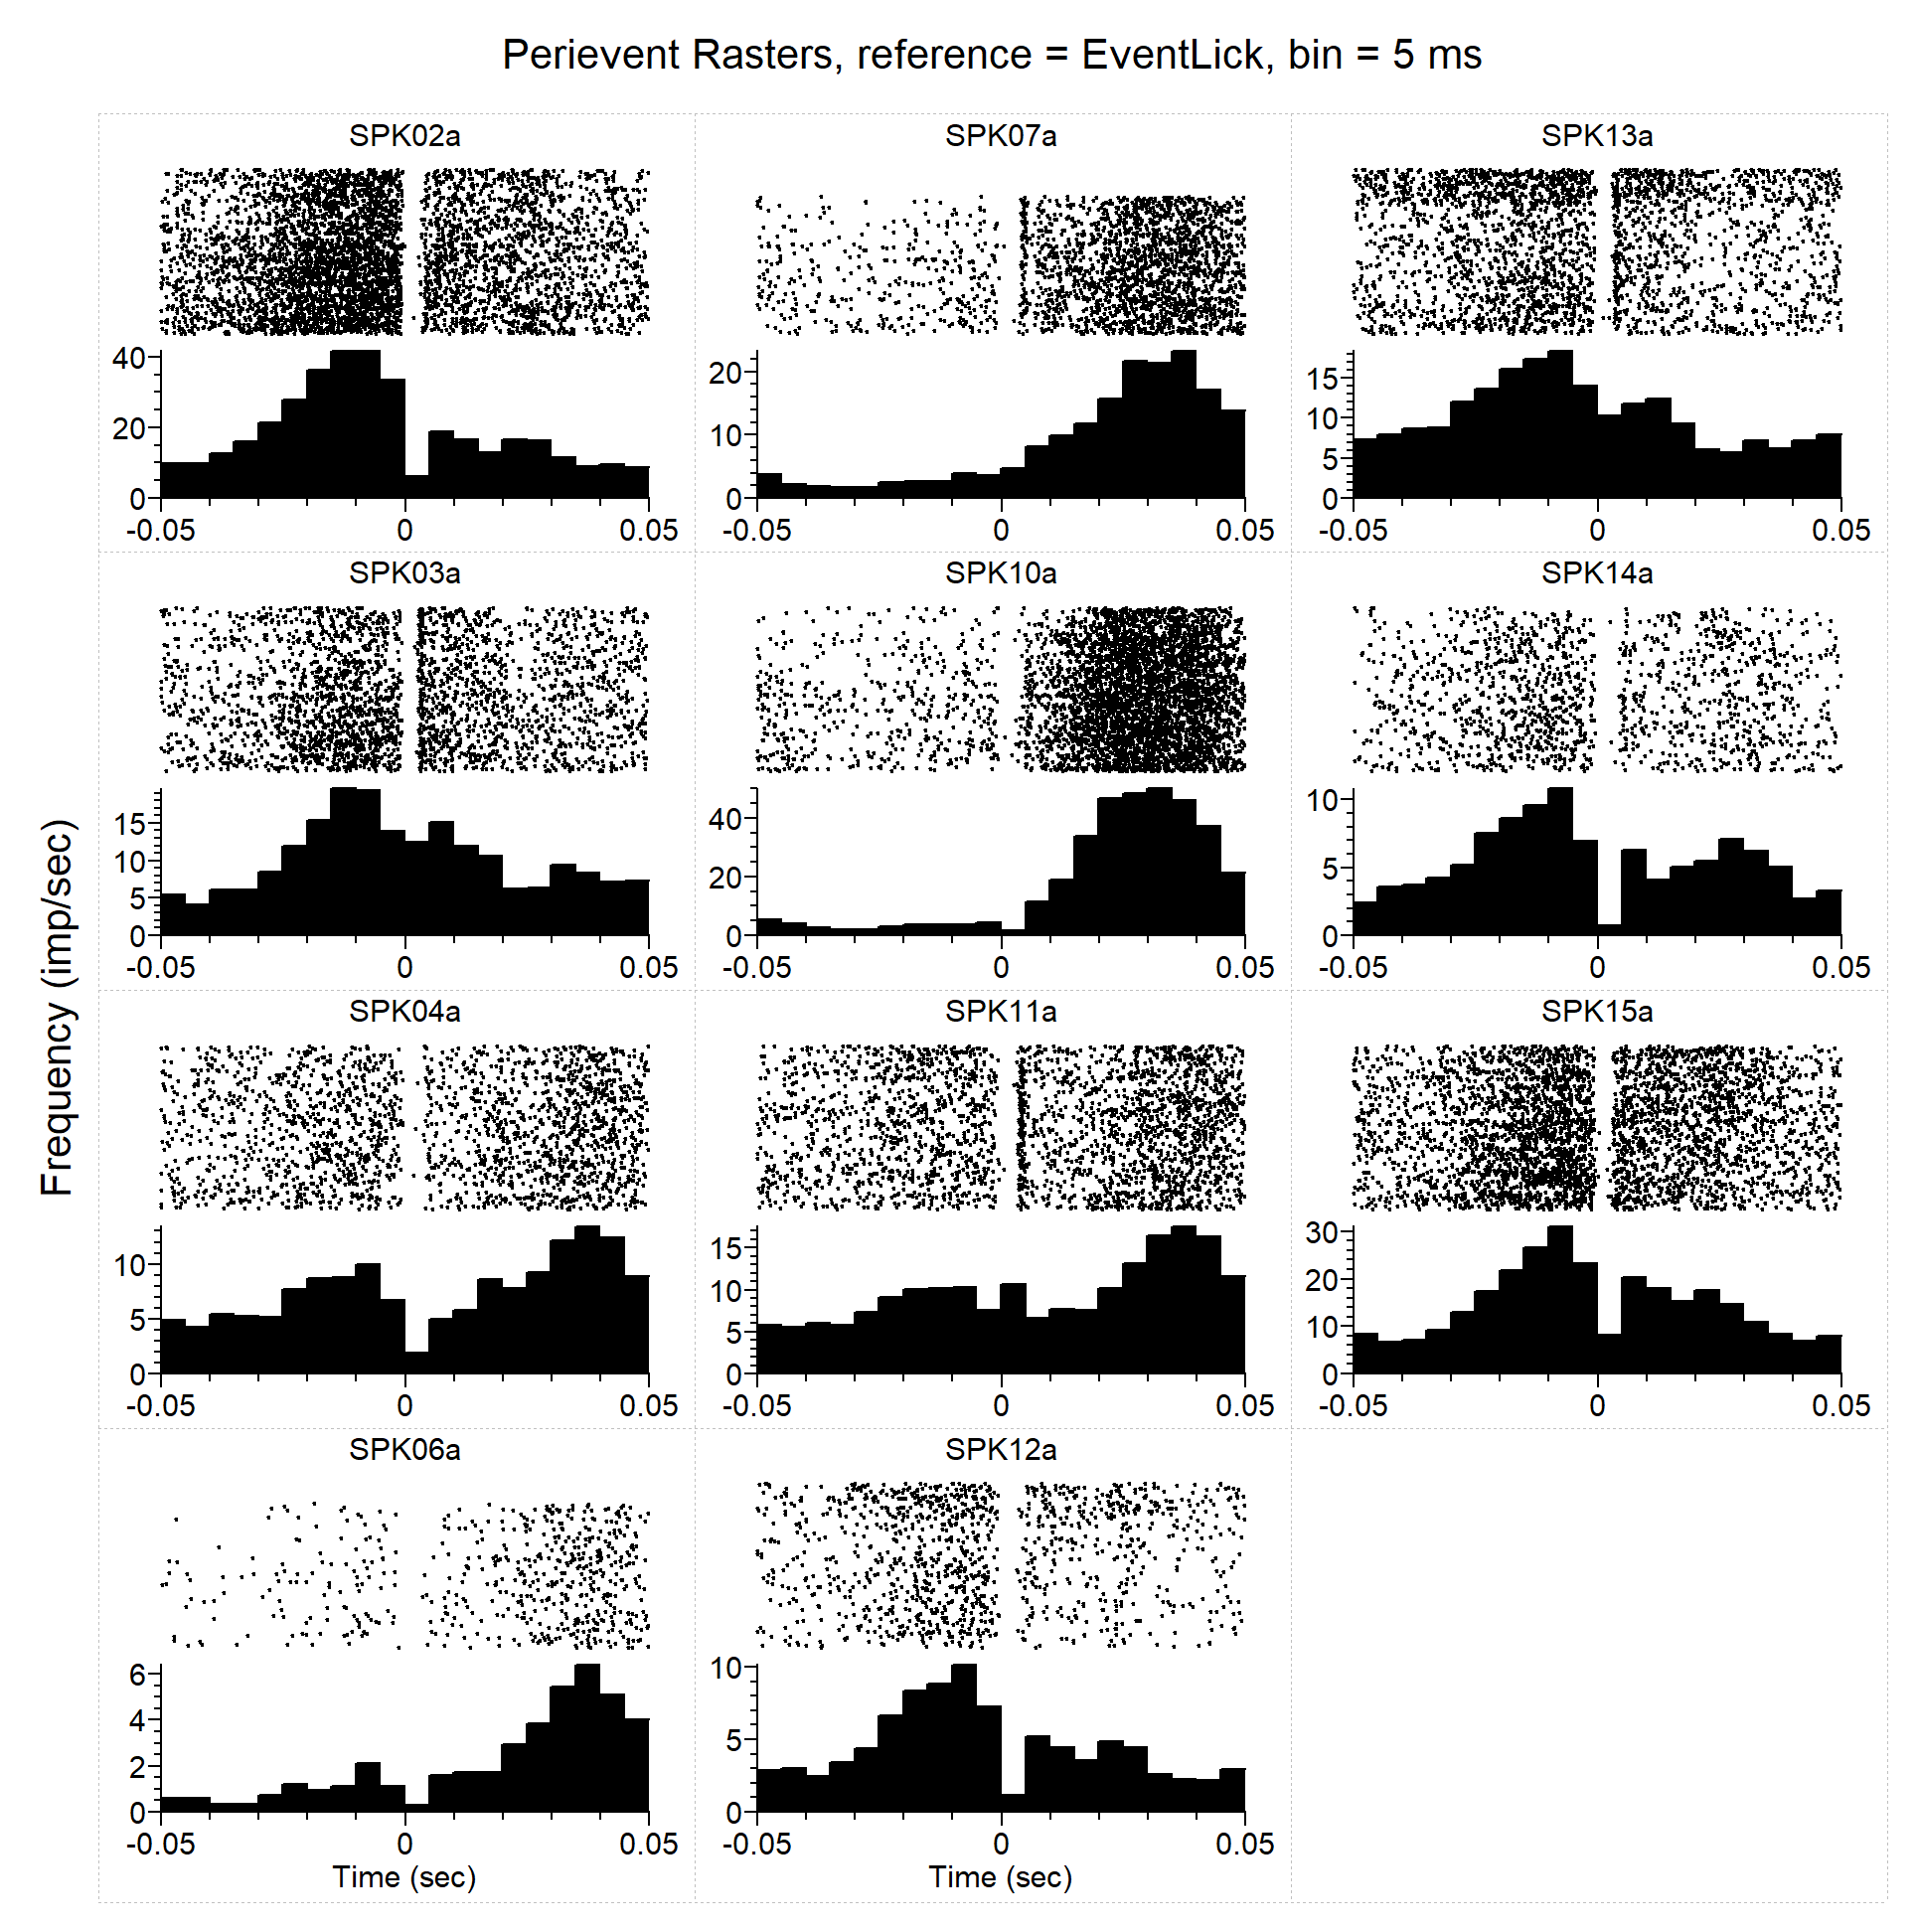 Perievent Rasters, reference = EventLick, bin = 5 ms
Frequency (imp/sec)
SPK02a
40
20
0
-0.05 0 0.05
SPK07a
20
10
0
-0.05 0 0.05
SPK13a
15
10
5
0
-0.05 0 0.05
SPK03a
15
10
5
0
-0.05 0 0.05
SPK10a
40
20
0
-0.05 0 0.05
SPK14a
10
5
0
-0.05 0 0.05
SPK04a
10
5
0
-0.05 0 0.05
SPK11a
15
10
5
0
-0.05 0 0.05
SPK15a
30
20
10
0
-0.05 0 0.05
SPK06a
6
4
2
0
-0.05 0 0.05
Time (sec)
SPK12a
10
5
0
-0.05 0 0.05
Time (sec)